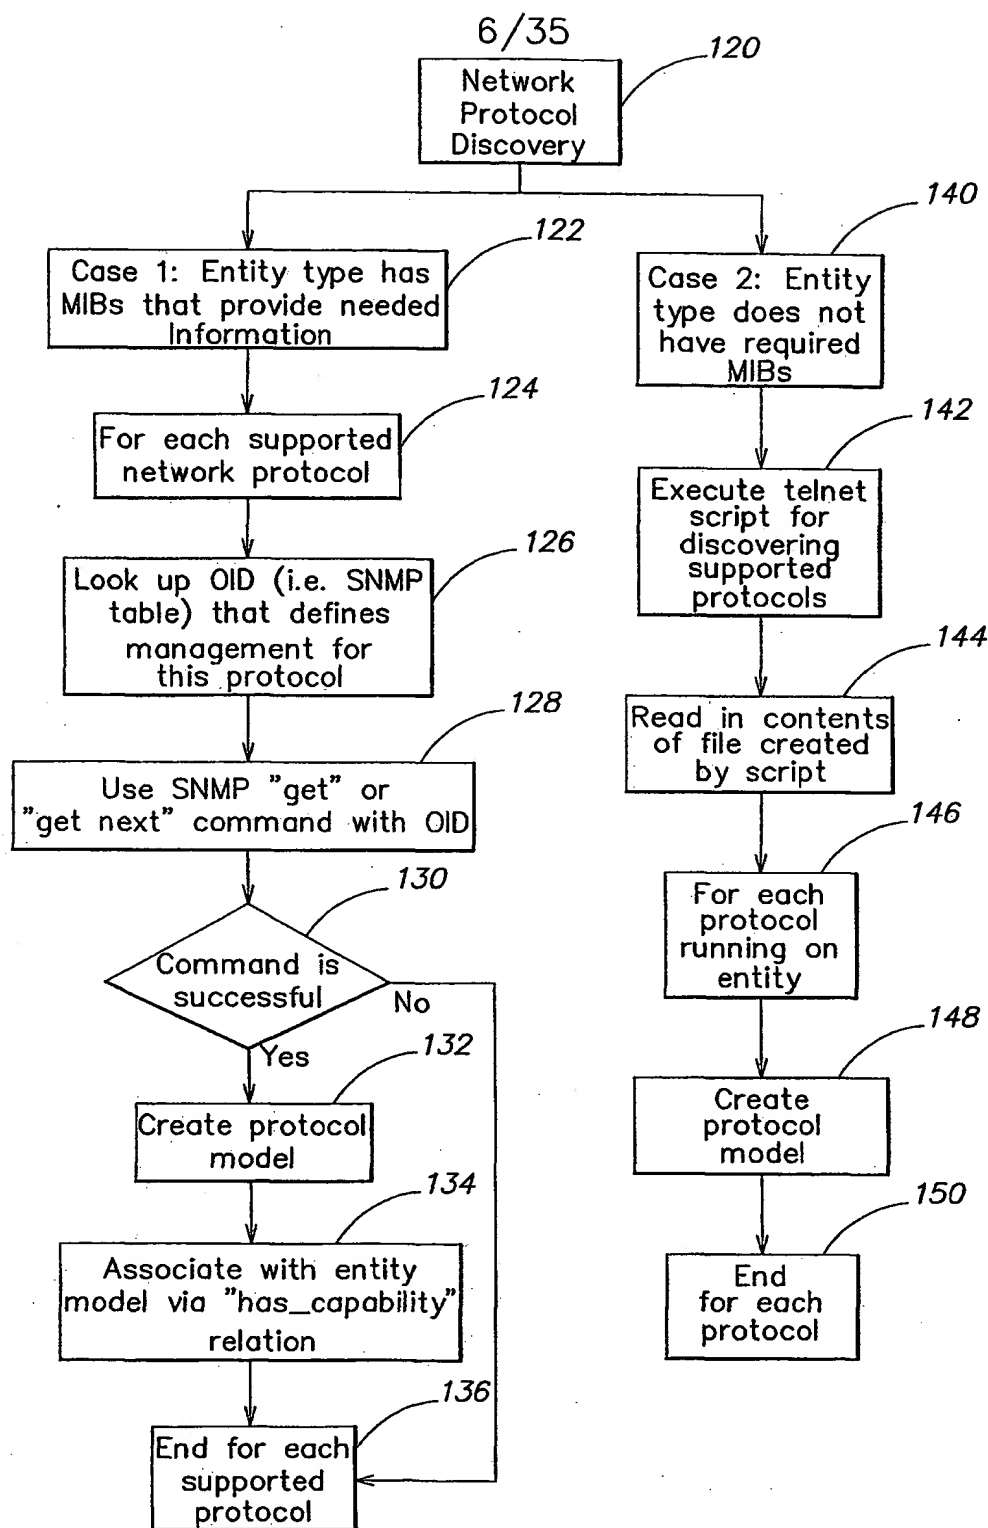 6/35
120
Network
Protocol
Discovery
122
Case 1: Entity type has
MIBs that provide needed
Information
124
For each supported
network protocol
126
Look up OID (i.e. SNMP
table) that defines
management for
this protocol
128
Use SNMP "get" or
"get next" command with OID
130
Command is
successful
No
Yes
132
Create protocol
model
134
Associate with entity
model via "has_capability"
relation
136
End for each
supported
protocol
140
Case 2: Entity
type does not
have required
MIBs
142
Execute telnet
script for
discovering
supported
protocols
144
Read in contents
of file created
by script
146
For each
protocol
running on
entity
148
Create
protocol
model
150
End
for each
protocol